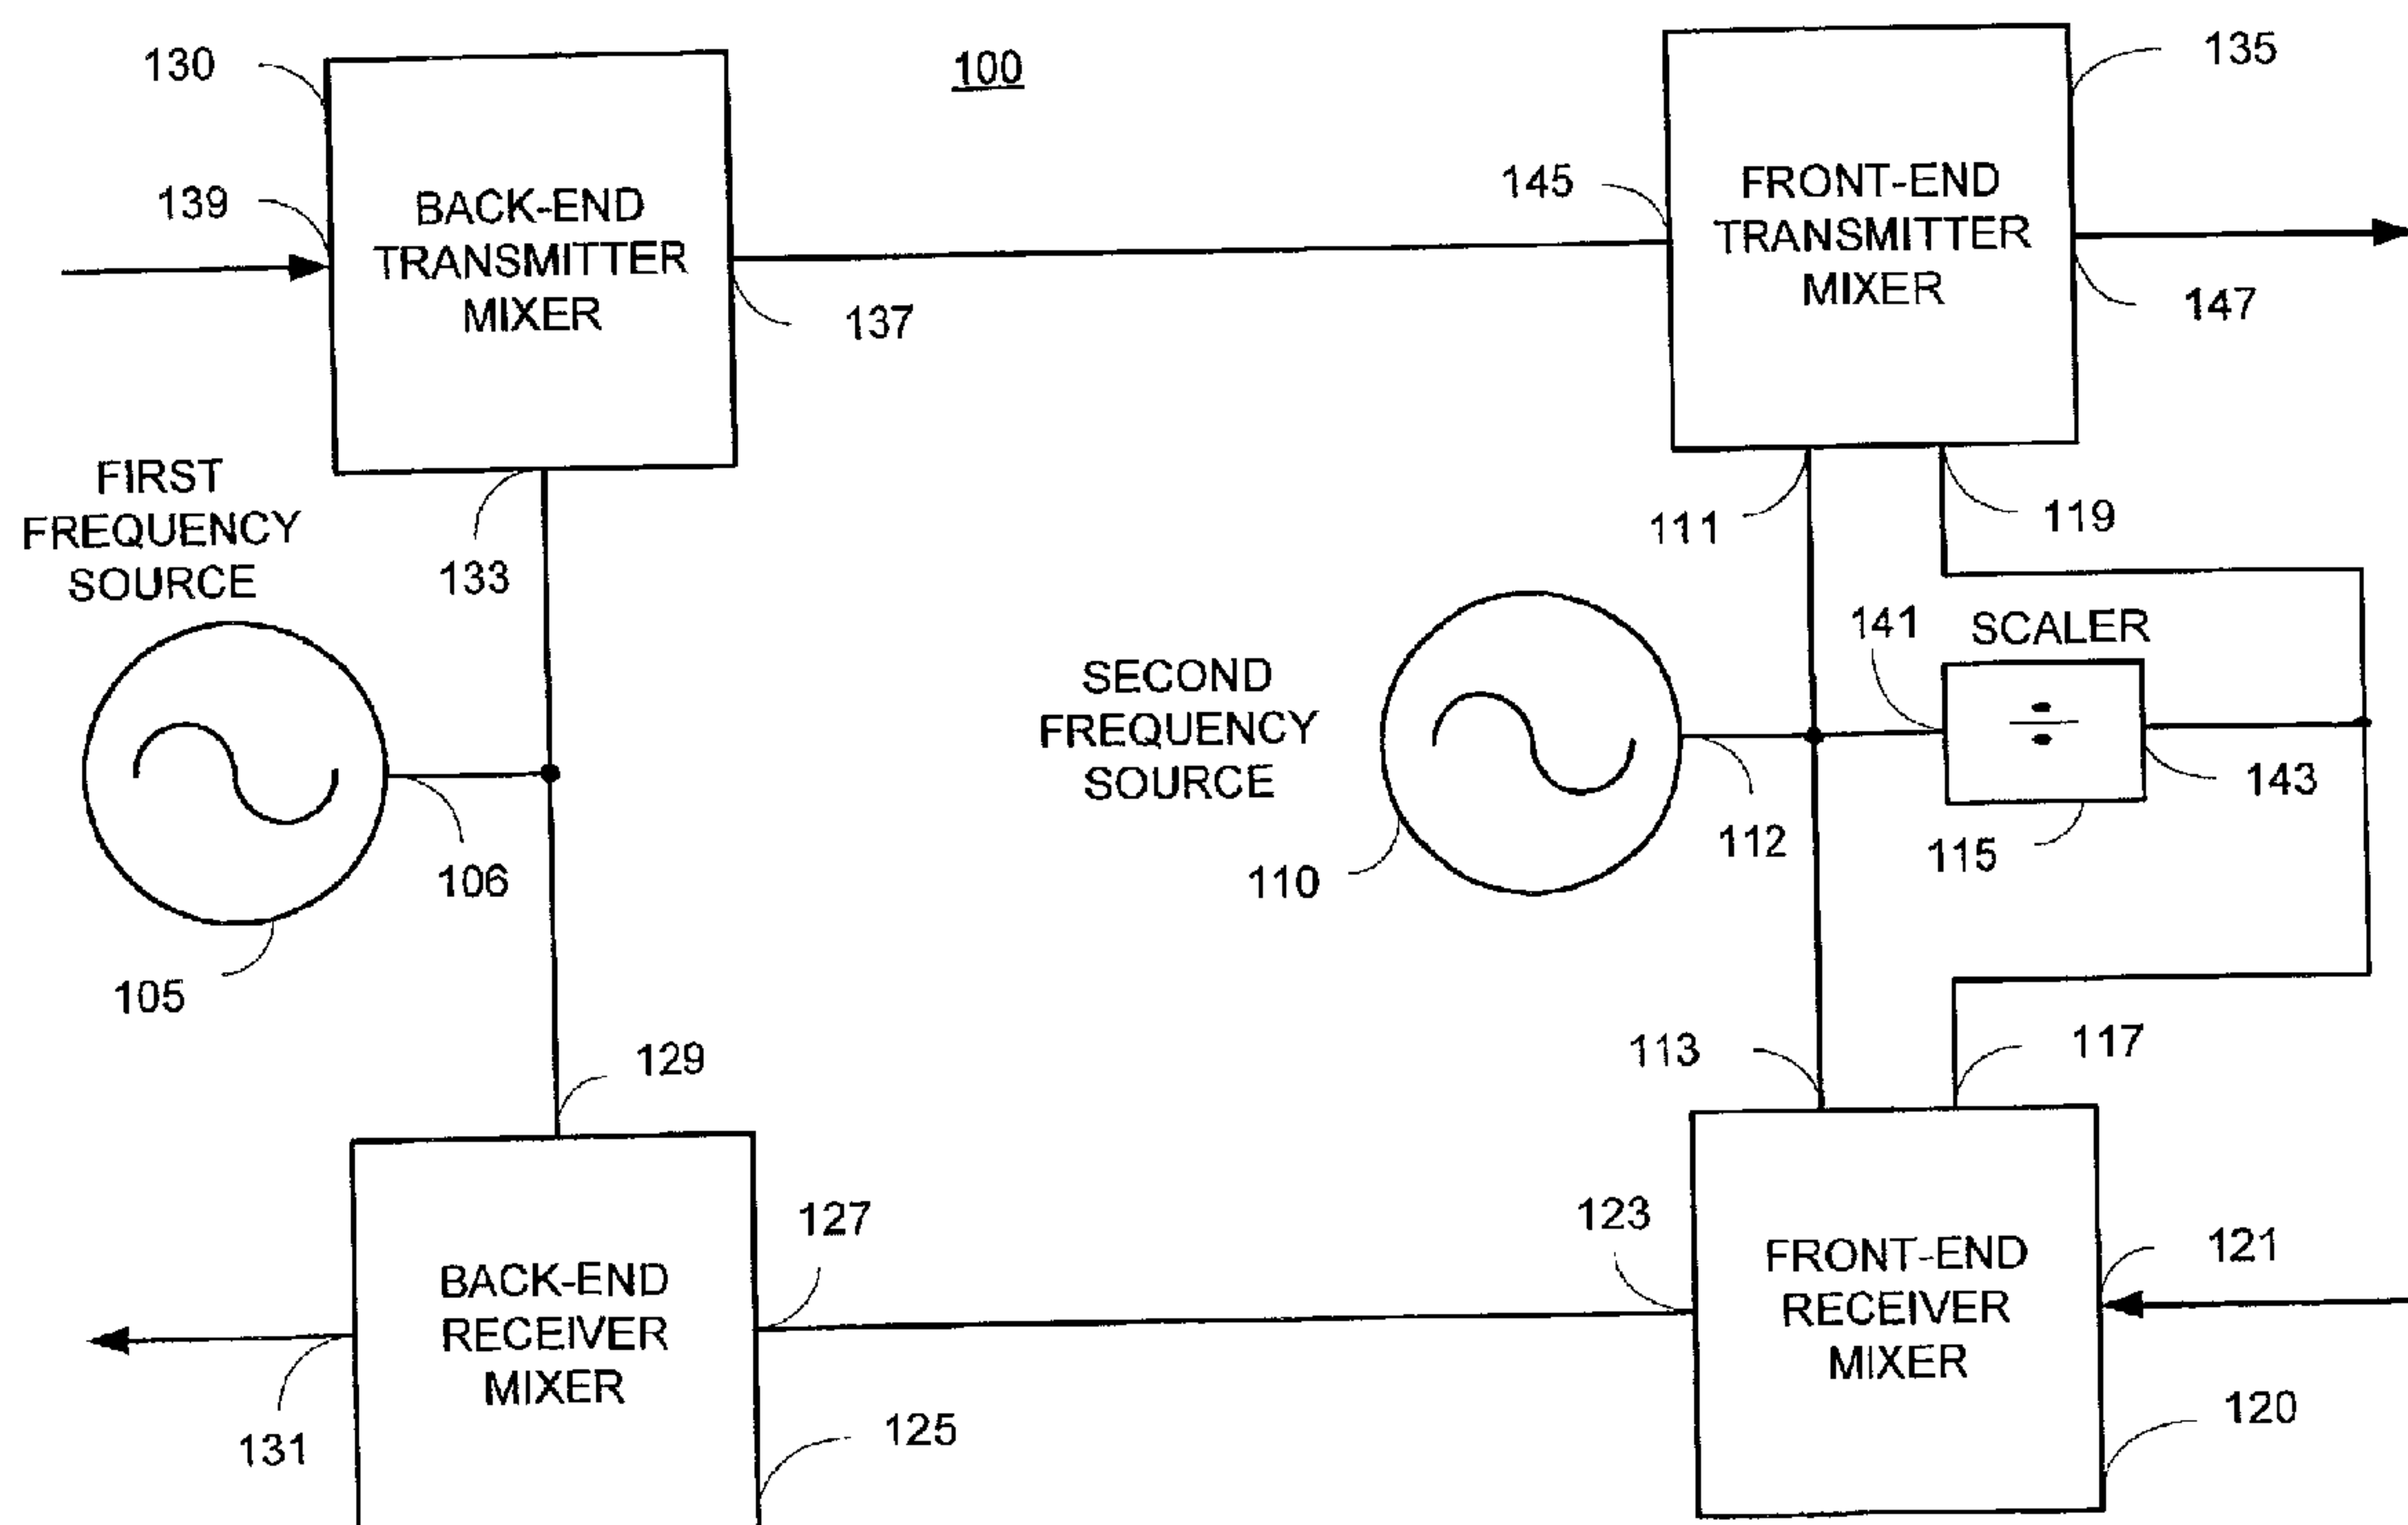 130
100
135
139
BACK-END
TRANSMITTER
MIXER
137
145
FRONT-END
TRANSMITTER
MIXER
147
FIRST
FREQUENCY
SOURCE
133
111
119
106
105
SECOND
FREQUENCY
SOURCE
110
112
141
SCALER
÷
143
115
129
113
117
127
123
121
BACK-END
RECEIVER
MIXER
FRONT-END
RECEIVER
MIXER
131
125
120